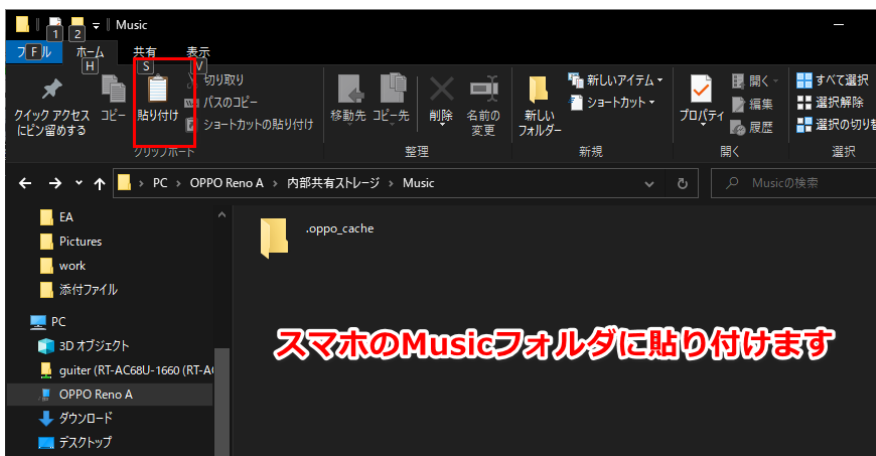 1 2 Music
ファイル F ホーム H 共有 S 表示 V
クイック アクセス
にピン留めする
コピー
貼り付け
切り取り
パスのコピー
ショートカットの貼り付け
クリップボード
移動先 コピー先 削除 名前の
変更
整理
新しい
フォルダー
新しいアイテム
ショートカット
新規
プロパティ
開く
編集
履歴
開く
すべて選択
選択解除
選択の切り替
選択
PC > OPPO Reno A > 内部共有ストレージ > Music
Musicの検索
EA
Pictures
work
添付ファイル
PC
3D オブジェクト
guiter (RT-AC68U-1660 (RT-A
OPPO Reno A
ダウンロード
デスクトップ
.oppo_cache
スマホのMusicフォルダに貼り付けます